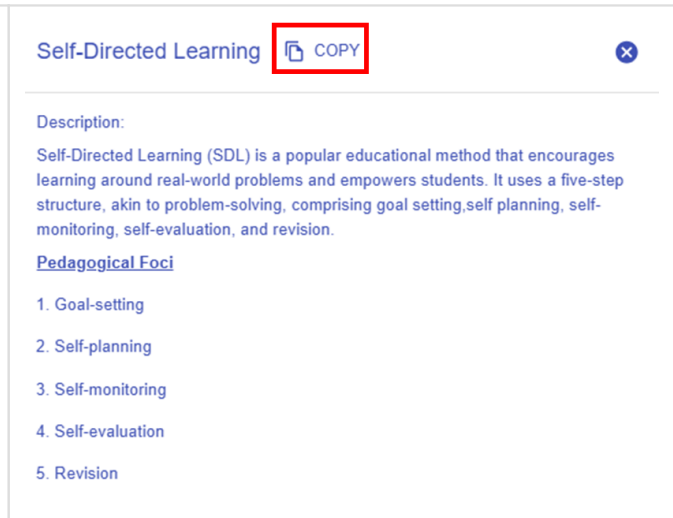 Self-Directed Learning COPY
Description:
Self-Directed Learning (SDL) is a popular educational method that encourages
learning around real-world problems and empowers students. It uses a five-step
structure, akin to problem-solving, comprising goal setting,self planning, self-
monitoring, self-evaluation, and revision.
Pedagogical Foci
1. Goal-setting
2. Self-planning
3. Self-monitoring
4. Self-evaluation
5. Revision